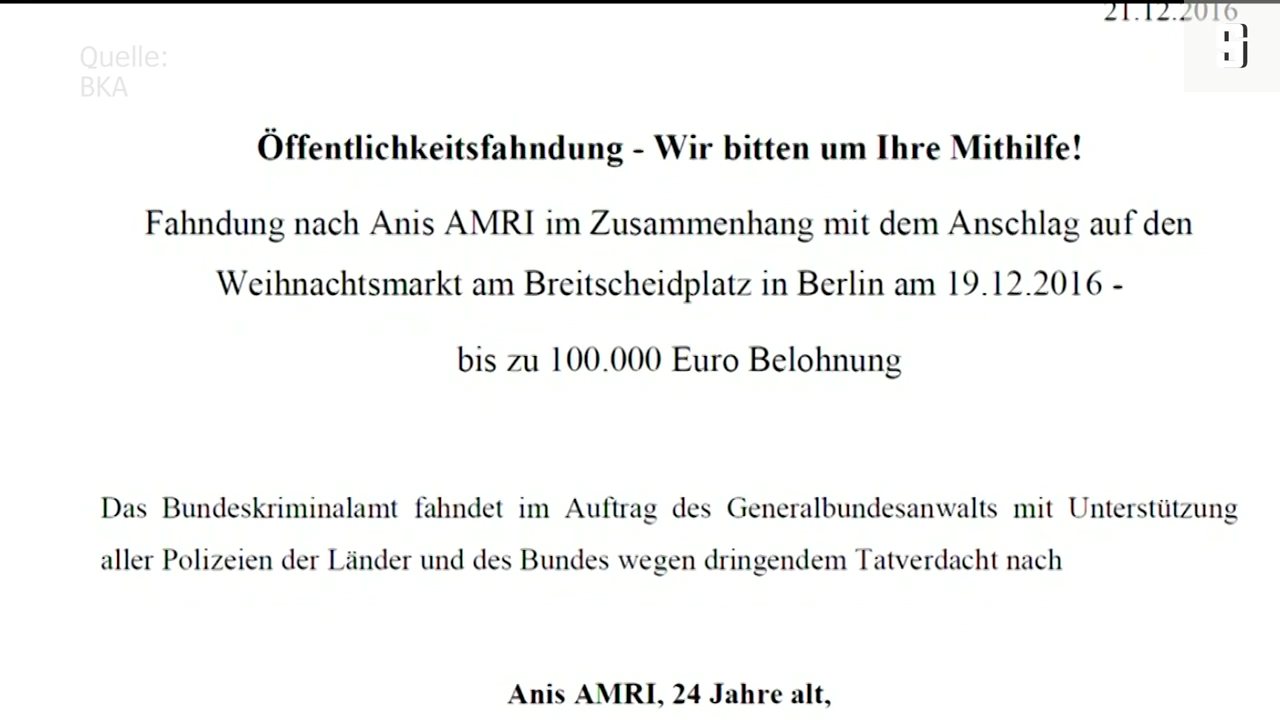 21.12.2016
Quelle:
BKA
Öffentlichkeitsfahndung - Wir bitten um Ihre Mithilfe!
Fahndung nach Anis AMRI im Zusammenhang mit dem Anschlag auf den
Weihnachtsmarkt am Breitscheidplatz in Berlin am 19.12.2016 -
bis zu 100.000 Euro Belohnung
Das Bundeskriminalamt fahndet im Auftrag des Generalbundesanwalts mit Unterstützung
aller Polizeien der Länder und des Bundes wegen dringendem Tatverdacht nach
Anis AMRI, 24 Jahre alt,